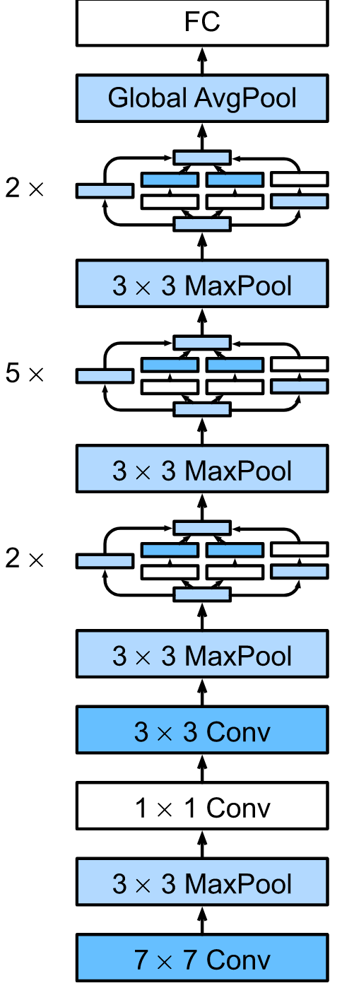 FC
Global AvgPool
2 ×
3 × 3 MaxPool
5 ×
3 × 3 MaxPool
2 ×
3 × 3 MaxPool
3 × 3 Conv
1 × 1 Conv
3 × 3 MaxPool
7 × 7 Conv